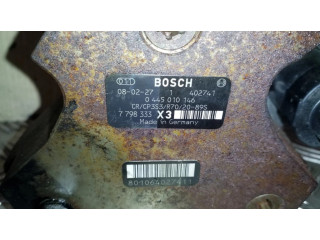 BOSCH
08-02-27 1 402741
0 445 010 146
CR/CP3S3/R70/20-89S
7 798 333 X3
Made in Germany